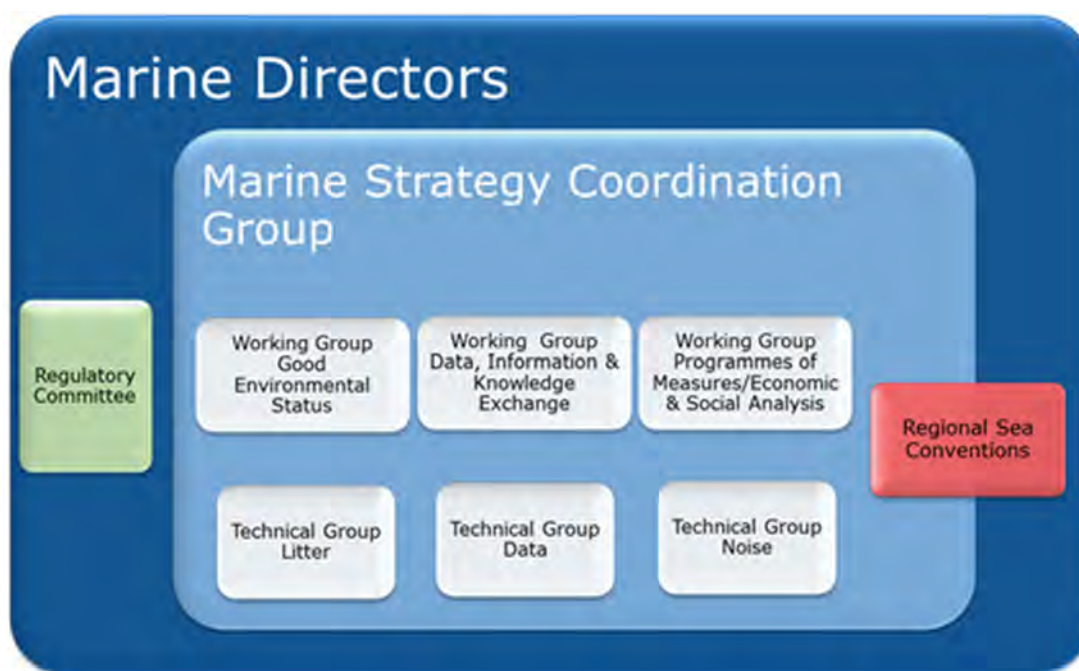 Marine Directors
Marine Strategy Coordination
Group
Regulatory
Committee
Working Group
Good
Environmental
Status
Working Group
Data, Information &
Knowledge
Exchange
Working Group
Programmes of
Measures/Economic
& Social Analysis
Regional Sea
Conventions
Technical Group
Litter
Technical Group
Data
Technical Group
Noise